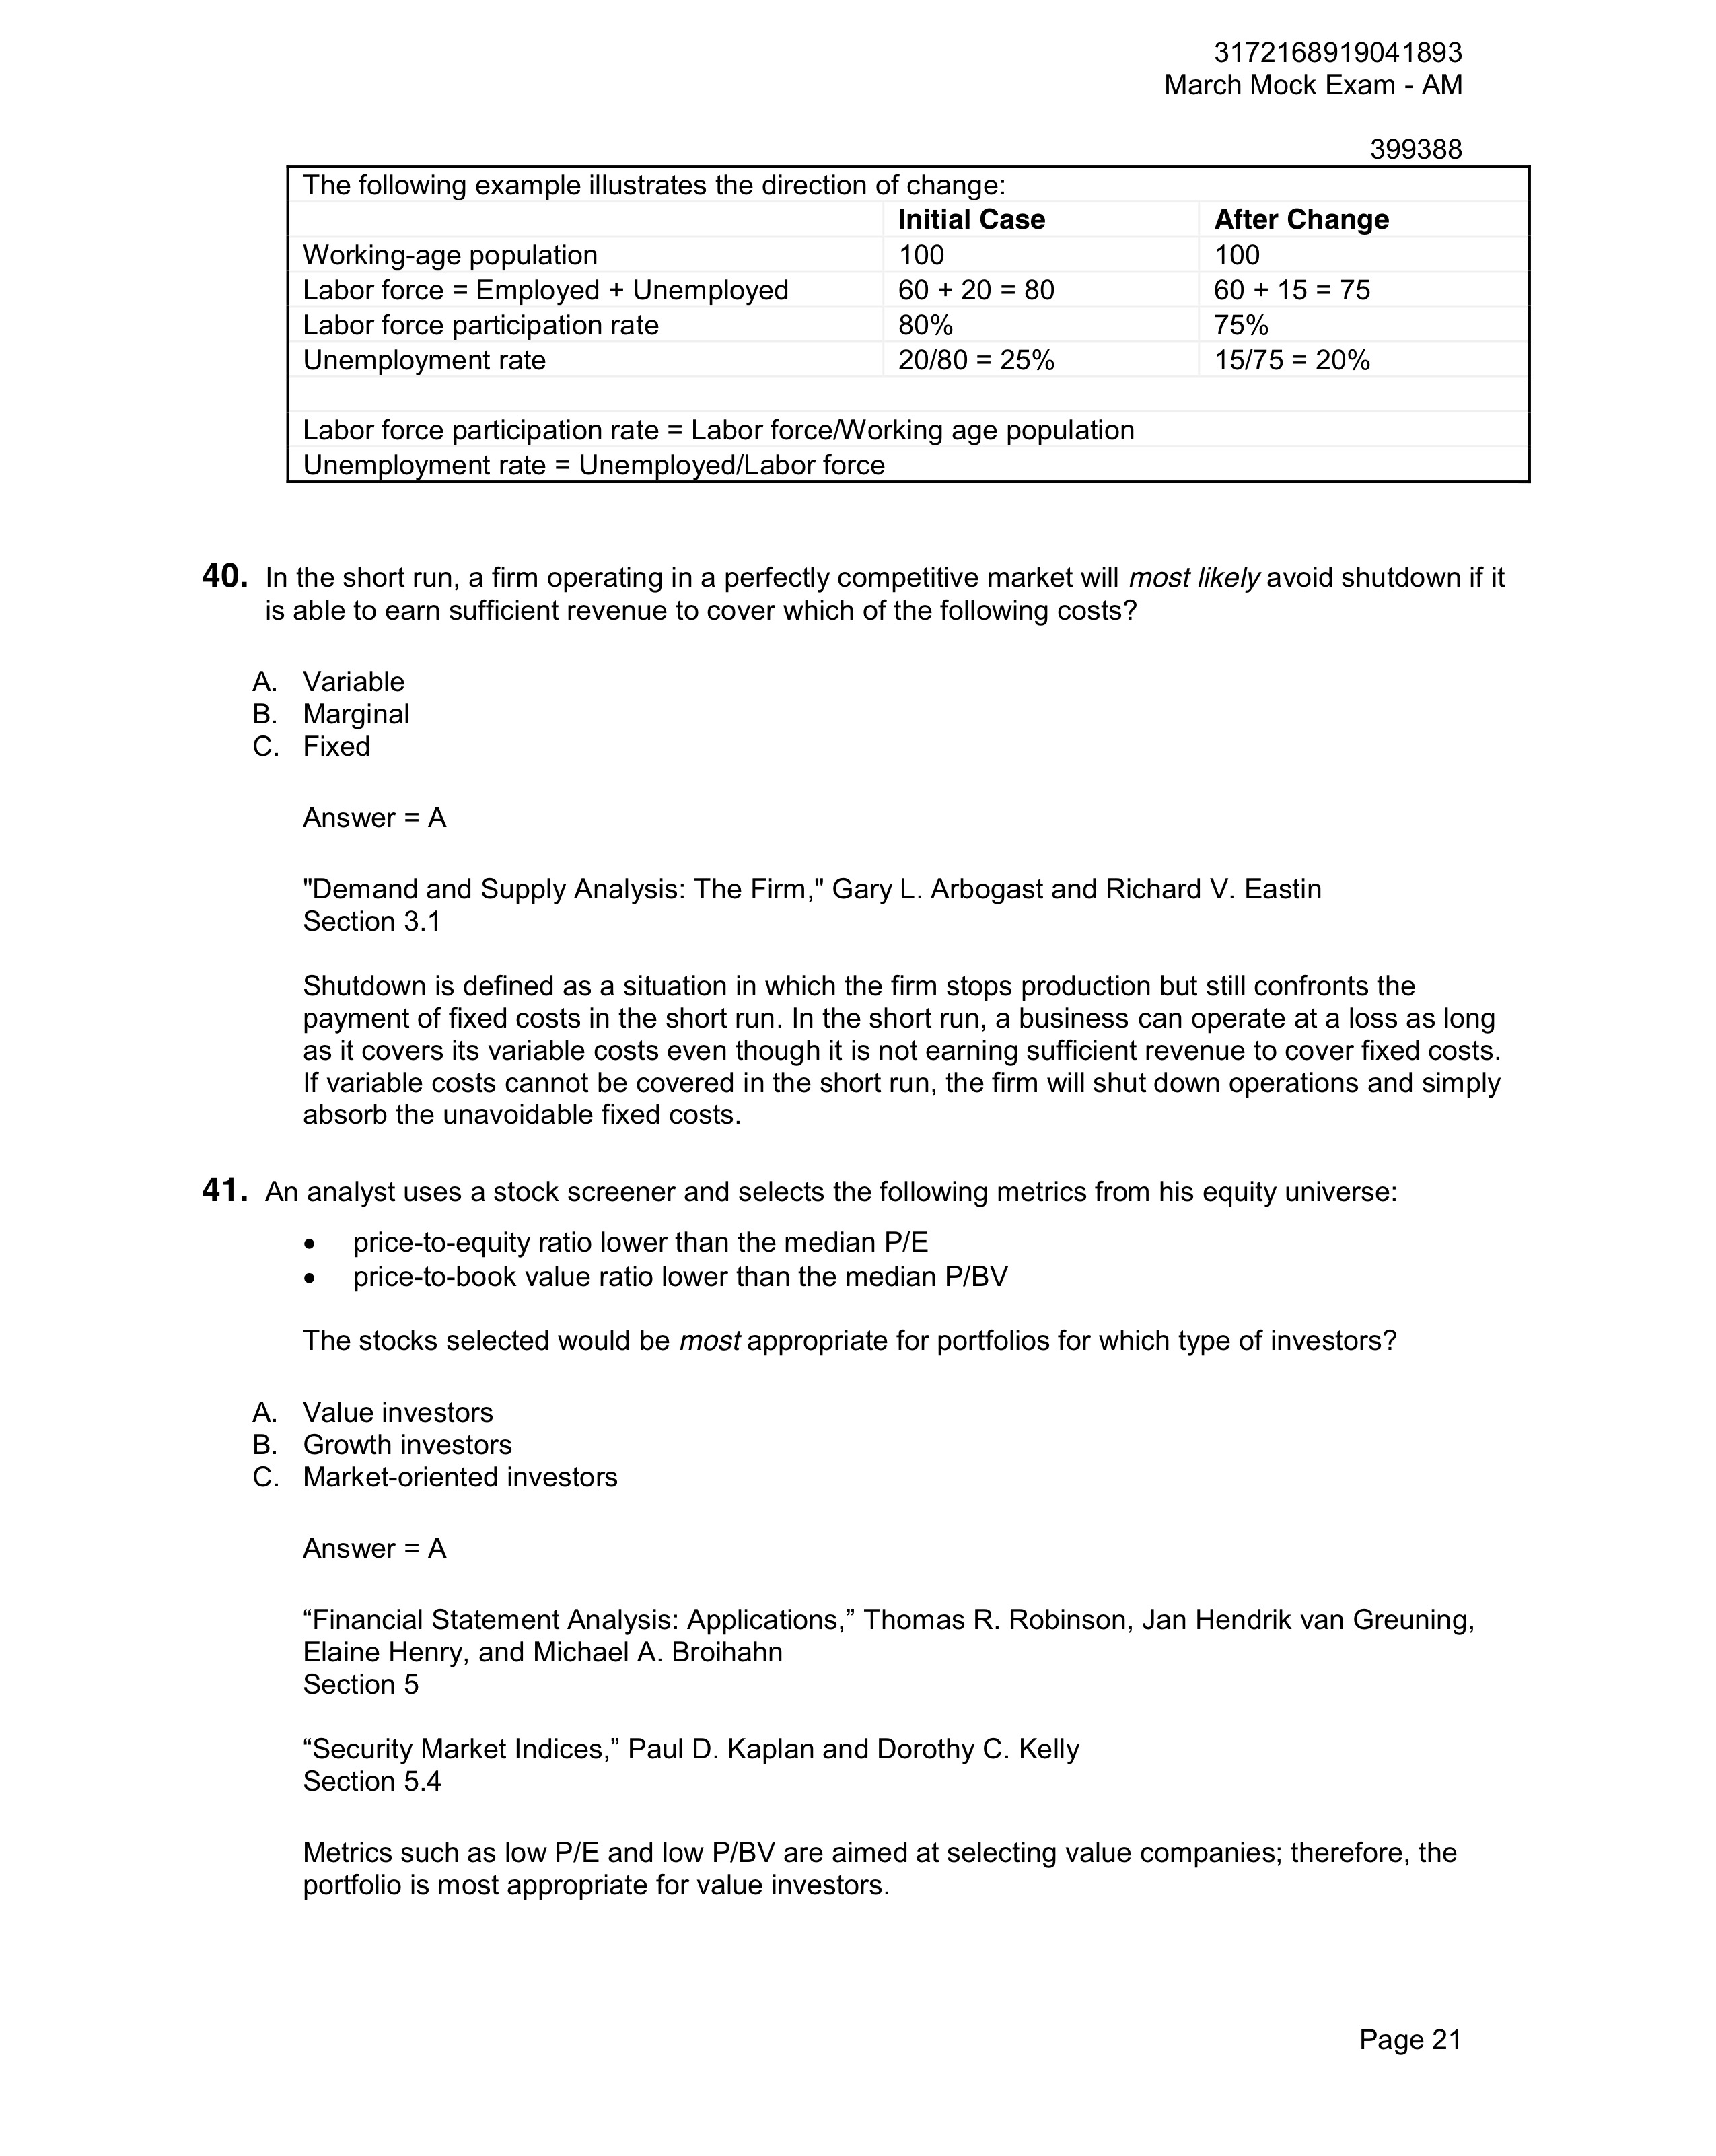 3172168919041893
March Mock Exam - AM
399388
The following example illustrates the direction of change:
Initial Case After Change
Working-age population 100 100
Labor force = Employed + Unemployed 60 + 20 = 80 60 + 15 = 75
Labor force participation rate 80% 75%
Unemployment rate 20/80 = 25% 15/75 = 20%
Labor force participation rate = Labor force/Working age population
Unemployment rate = Unemployed/Labor force
40. In the short run, a firm operating in a perfectly competitive market will most likely avoid shutdown if it
is able to earn sufficient revenue to cover which of the following costs?
A. Variable
B. Marginal
C. Fixed
Answer = A
"Demand and Supply Analysis: The Firm," Gary L. Arbogast and Richard V. Eastin
Section 3.1
Shutdown is defined as a situation in which the firm stops production but still confronts the
payment of fixed costs in the short run. In the short run, a business can operate at a loss as long
as it covers its variable costs even though it is not earning sufficient revenue to cover fixed costs.
If variable costs cannot be covered in the short run, the firm will shut down operations and simply
absorb the unavoidable fixed costs.
41. An analyst uses a stock screener and selects the following metrics from his equity universe:
• price-to-equity ratio lower than the median P/E
• price-to-book value ratio lower than the median P/BV
The stocks selected would be most appropriate for portfolios for which type of investors?
A. Value investors
B. Growth investors
C. Market-oriented investors
Answer = A
“Financial Statement Analysis: Applications,” Thomas R. Robinson, Jan Hendrik van Greuning,
Elaine Henry, and Michael A. Broihahn
Section 5
“Security Market Indices,” Paul D. Kaplan and Dorothy C. Kelly
Section 5.4
Metrics such as low P/E and low P/BV are aimed at selecting value companies; therefore, the
portfolio is most appropriate for value investors.
Page 21